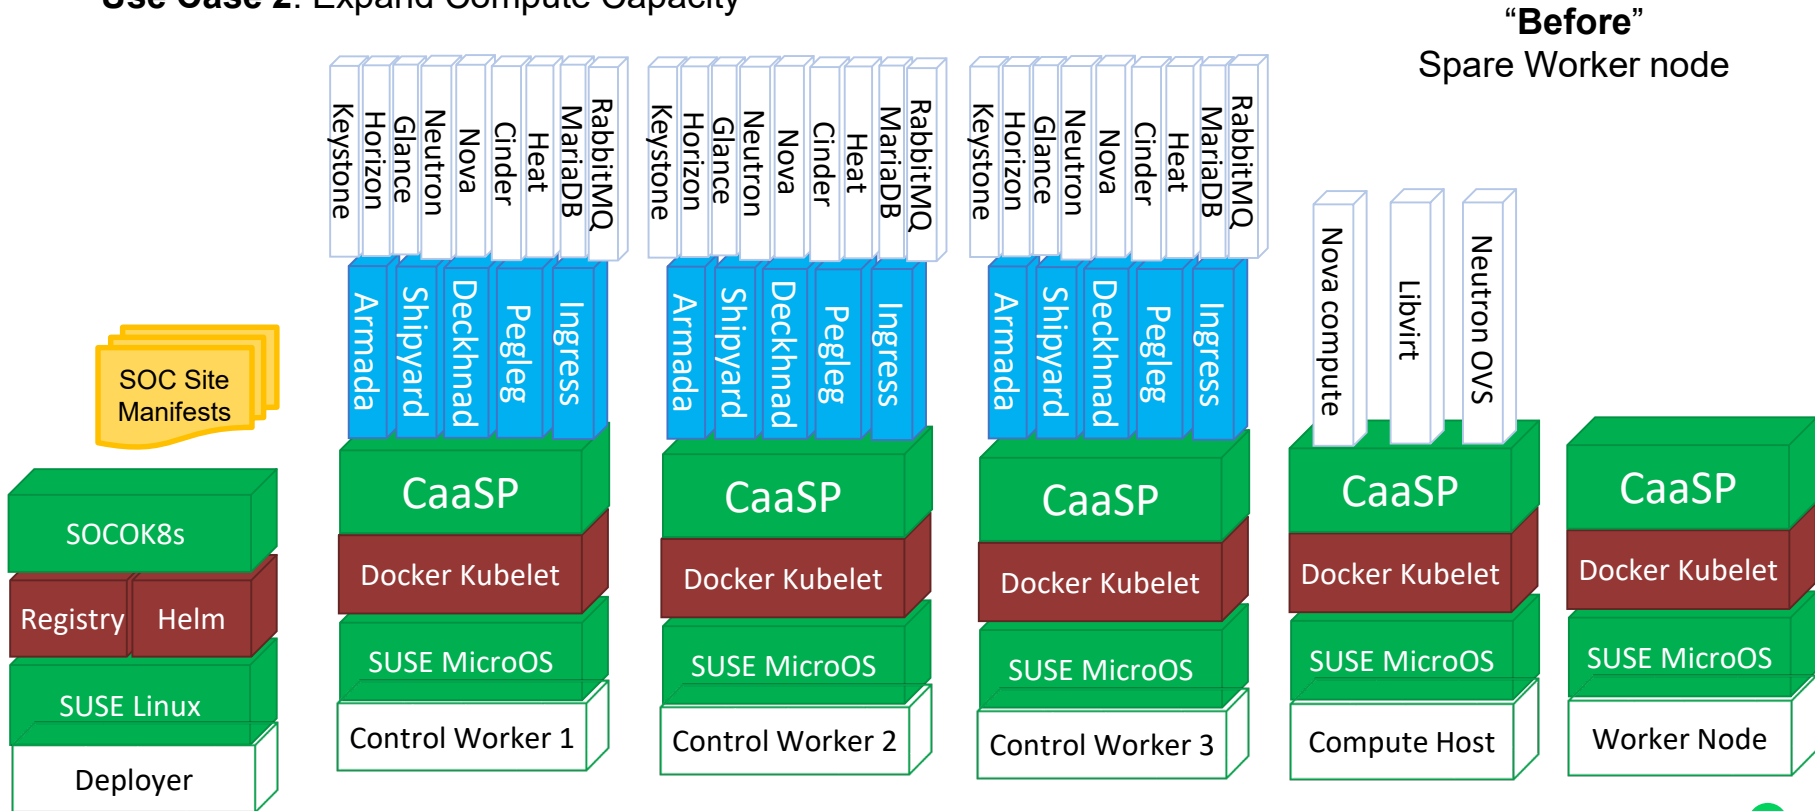 Use Case 2: Expand Compute Capacity
“Before”
Spare Worker node
SOC Site
Manifests
SOCOK8s
Registry
Helm
SUSE Linux
Deployer
Keystone
Horizon
Glance
Neutron
Nova
Cinder
Heat
MariaDB
RabbitMQ
Armada
Shipyard
Deckhnad
Pegleg
Ingress
CaaSP
Docker Kubelet
SUSE MicroOS
Control Worker 1
Keystone
Horizon
Glance
Neutron
Nova
Cinder
Heat
MariaDB
RabbitMQ
Armada
Shipyard
Deckhnad
Pegleg
Ingress
CaaSP
Docker Kubelet
SUSE MicroOS
Control Worker 2
Keystone
Horizon
Glance
Neutron
Nova
Cinder
Heat
MariaDB
RabbitMQ
Armada
Shipyard
Deckhnad
Pegleg
Ingress
CaaSP
Docker Kubelet
SUSE MicroOS
Control Worker 3
Nova compute
Libvirt
Neutron OVS
CaaSP
Docker Kubelet
SUSE MicroOS
Compute Host
CaaSP
Docker Kubelet
SUSE MicroOS
Worker Node